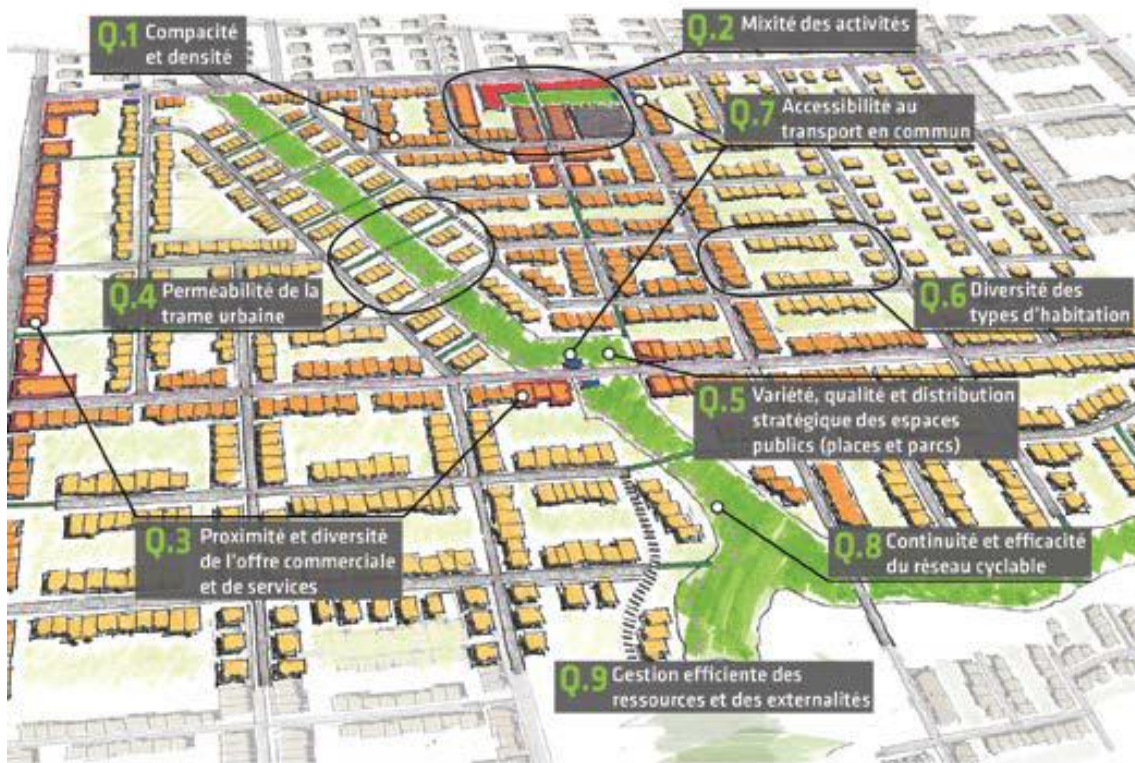 Q.1 Compacité
et densité
Q.2 Mixité des activités
Q.7 Accessibilité au
transport en commun
Q.4 Perméabilité de la
trame urbaine
Q.6 Diversité des
types d'habitation
Q.5 Variété, qualité et distribution
stratégique des espaces
publics (places et parcs)
Q.3 Proximité et diversité
de l'offre commerciale
et de services
Q.8 Continuité et efficacité
du réseau cyclable
Q.9 Gestion efficiente des
ressources et des externalités